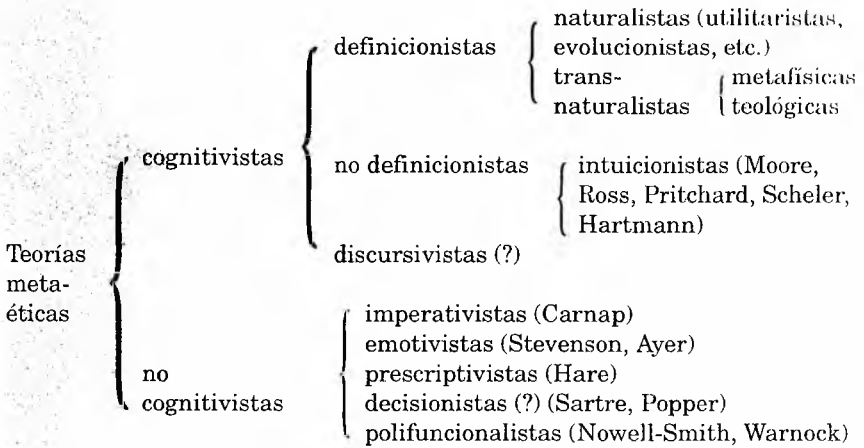 naturalistas (utilitaristas,
definicionistas
evolucionistas, etc.)
trans-
metafísicas
naturalistas
teológicas
cognitivistas
no definicionistas
intuicionistas (Moore,
Ross, Pritchard, Scheler,
Hartmann)
discursivistas (?)
Teorías
meta-
éticas
no
cognitivistas
imperativistas (Carnap)
emotivistas (Stevenson, Ayer)
prescriptivistas (Hare)
decisionistas (?) (Sartre, Popper)
polifuncionalistas (Nowell-Smith, Warnock)